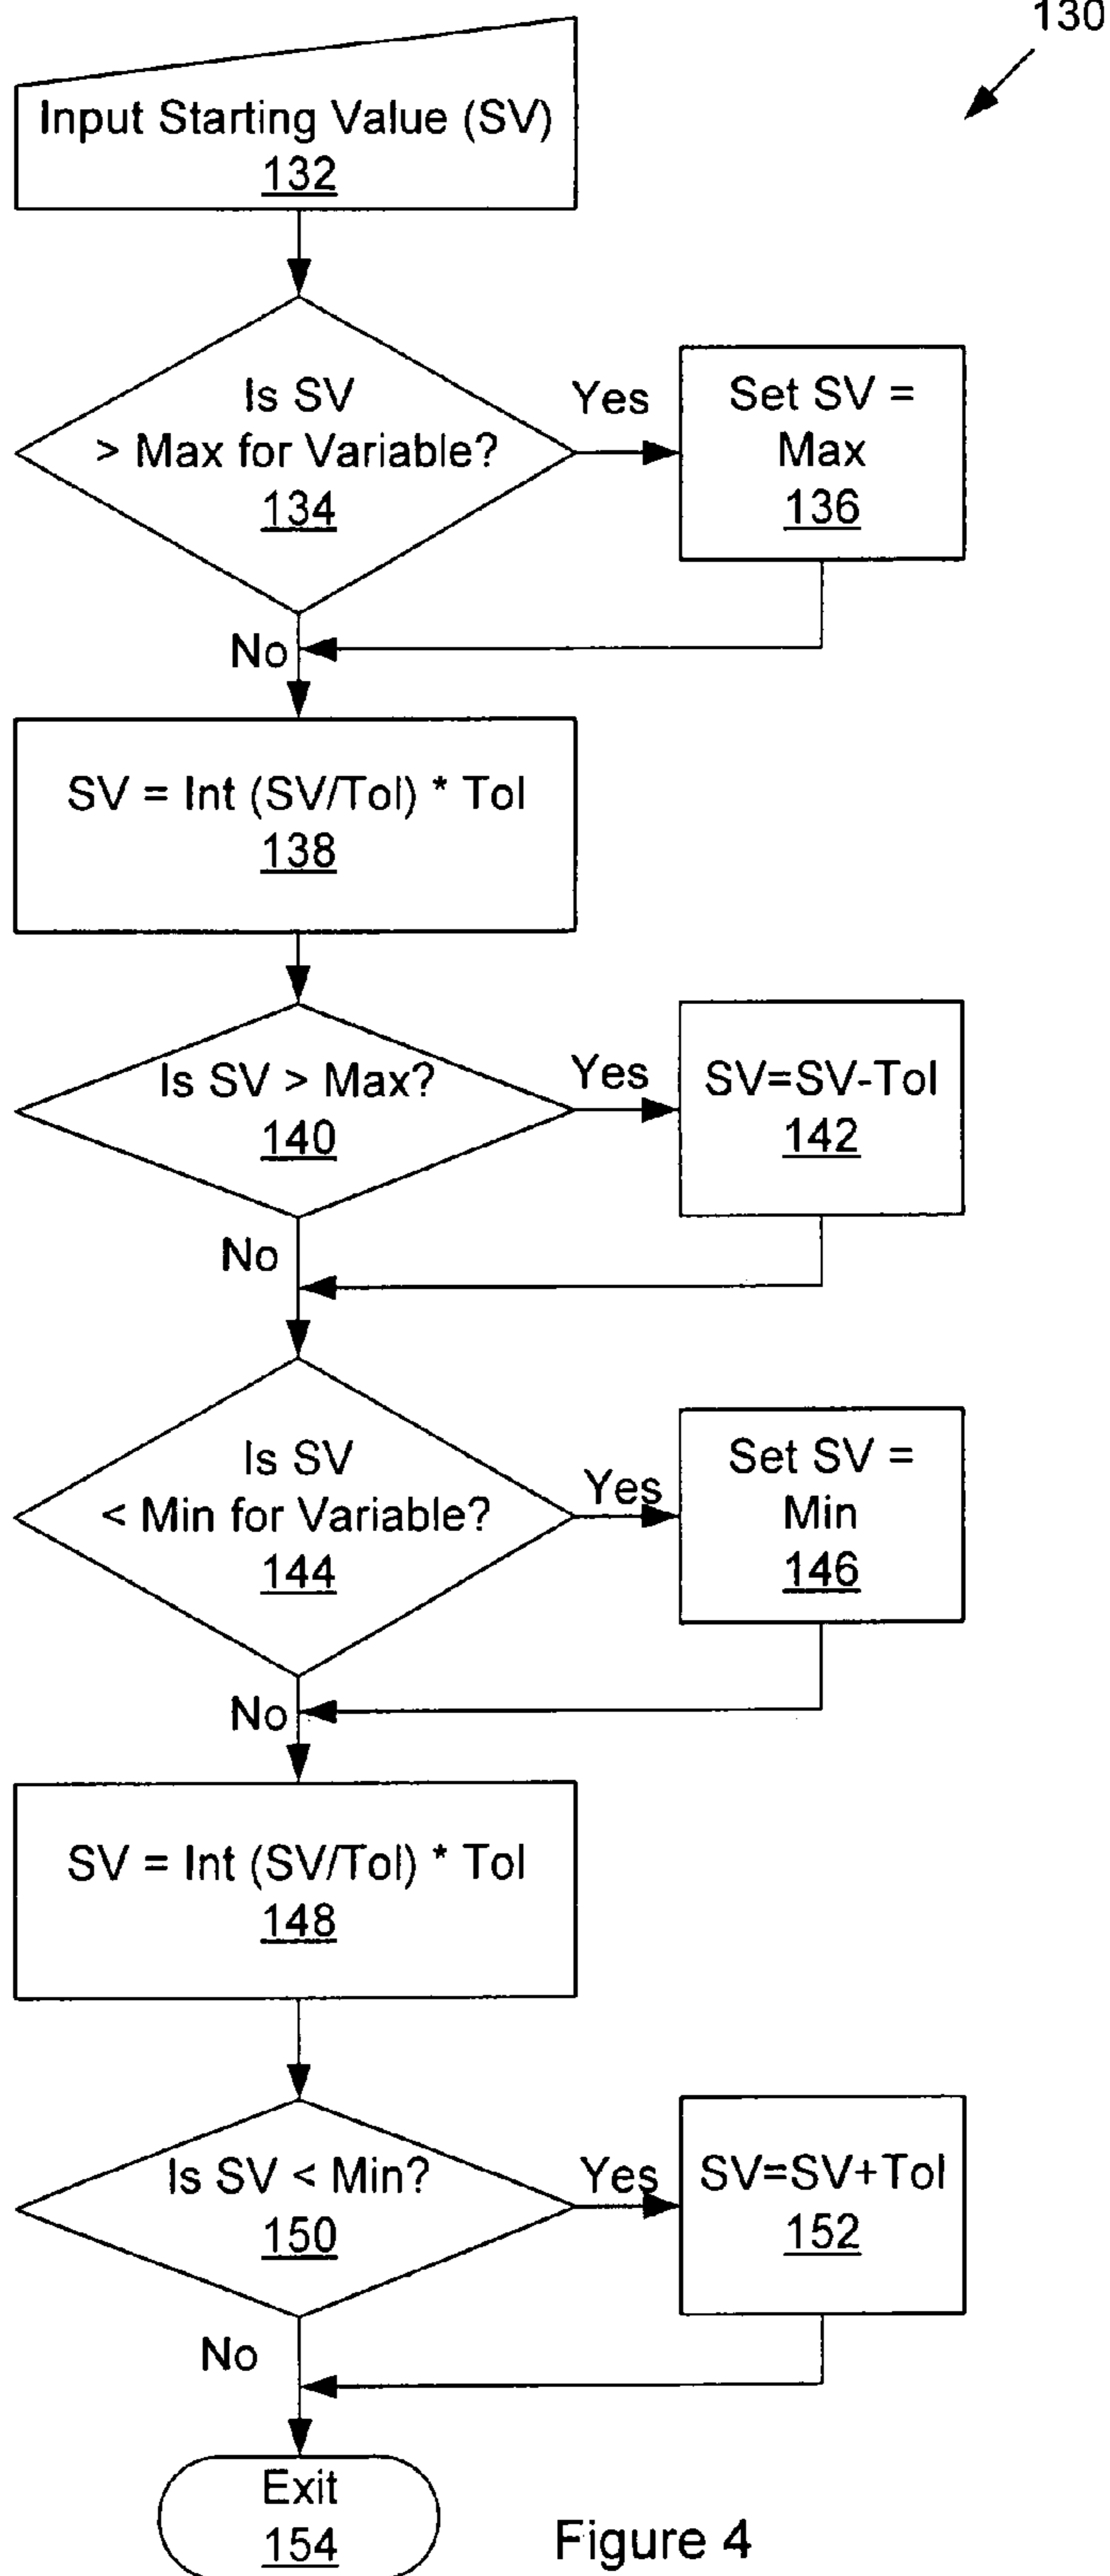 130
Input Starting Value (SV)
132
Is SV
> Max for Variable?
134
Yes
Set SV =
Max
136
No
SV = Int (SV/Tol) * Tol
138
Is SV > Max?
140
Yes
SV=SV-Tol
142
No
Is SV
< Min for Variable?
144
Yes
Set SV =
Min
146
No
SV = Int (SV/Tol) * Tol
148
Is SV < Min?
150
Yes
SV=SV+Tol
152
No
Exit
154
Figure 4